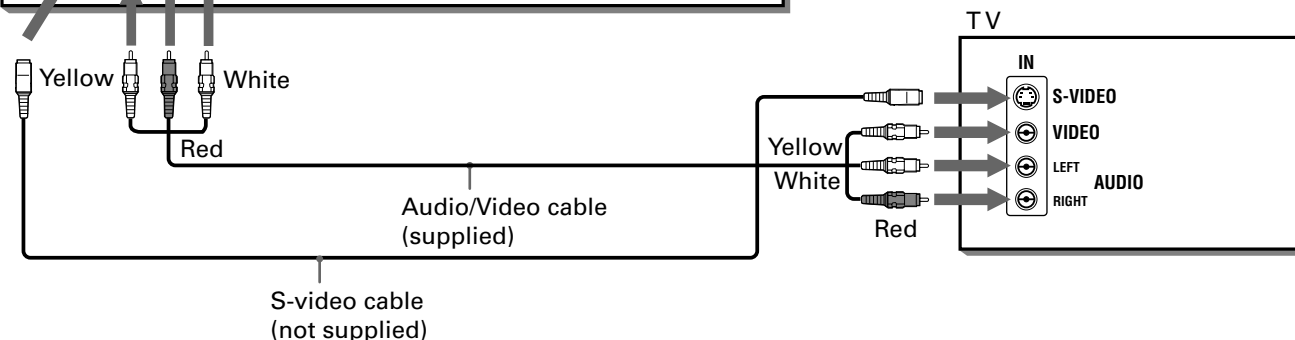 TV
IN
S-VIDEO
VIDEO
LEFT
AUDIO
RIGHT
Yellow
White
Red
Yellow
White
Red
Audio/Video cable
(supplied)
S-video cable
(not supplied)